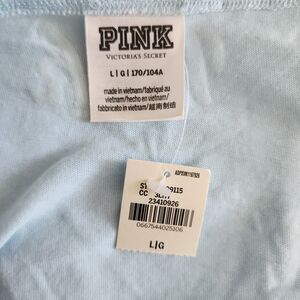 PINK
VICTORIA'S SECRET
L|G|170/104A
made in vietnam/fabriqué au
vietnam/hecho en vietnam/
fabbricato in vietnam/越南制造
23410926
0667544025106
L|G